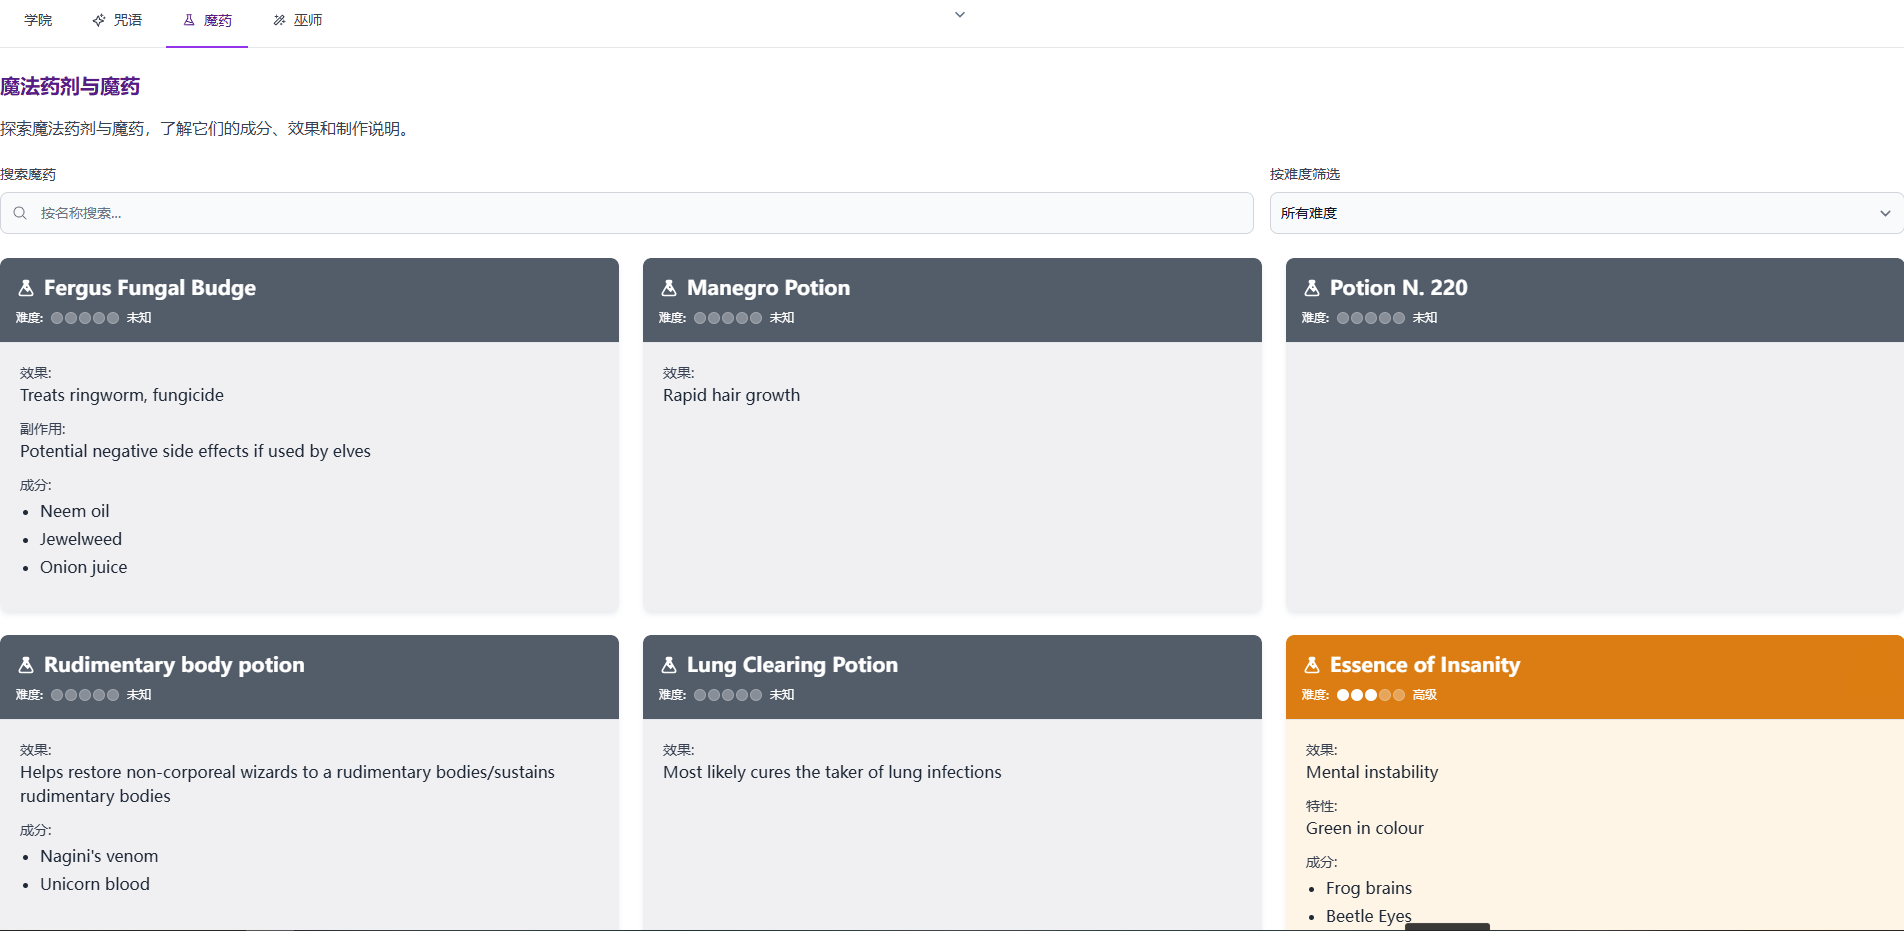 学院
咒语
魔药
巫师
魔法药剂与魔药
探索魔法药剂与魔药，了解它们的成分、效果和制作说明。
搜索魔药
按难度筛选
按名称搜索...
所有难度
Fergus Fungal Budge
难度:
未知
效果:
Treats ringworm, fungicide
副作用:
Potential negative side effects if used by elves
成分:
• Neem oil
• Jewelweed
• Onion juice
Manegro Potion
难度:
未知
效果:
Rapid hair growth
Potion N. 220
难度:
未知
Rudimentary body potion
难度:
未知
效果:
Helps restore non-corporeal wizards to a rudimentary bodies/sustains
rudimentary bodies
成分:
• Nagini's venom
• Unicorn blood
Lung Clearing Potion
难度:
未知
效果:
Most likely cures the taker of lung infections
Essence of Insanity
难度:
高级
效果:
Mental instability
特性:
Green in colour
成分:
• Frog brains
• Beetle Eyes